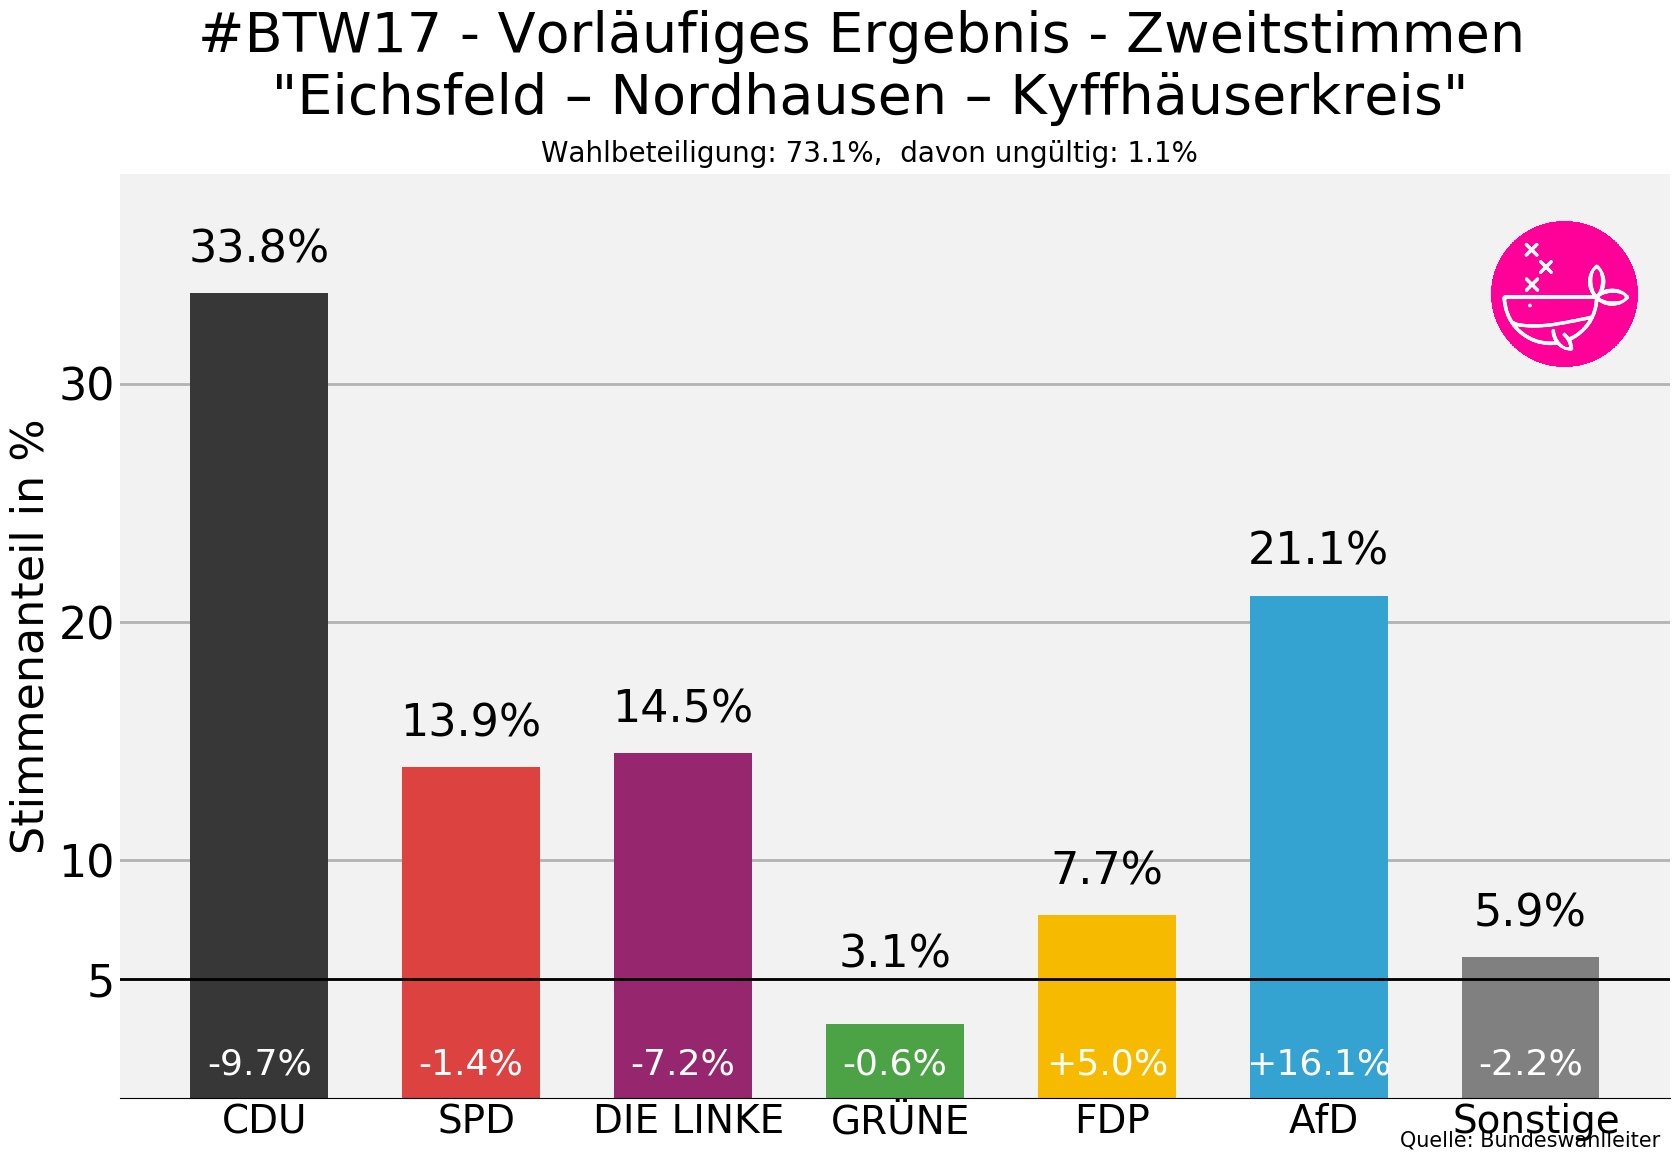 #BTW17 - Vorläufiges Ergebnis - Zweitstimmen
"Eichsfeld – Nordhausen – Kyffhäuserkreis"
Wahlbeteiligung: 73.1%,  davon ungültig: 1.1%
Stimmenanteil in %
30
20
10
5
33.8%
13.9%
14.5%
3.1%
7.7%
21.1%
5.9%
-9.7%
-1.4%
-7.2%
-0.6%
+5.0%
+16.1%
-2.2%
CDU
SPD
DIE LINKE
GRÜNE
FDP
AfD
Sonstige
Quelle: Bundeswahlleiter